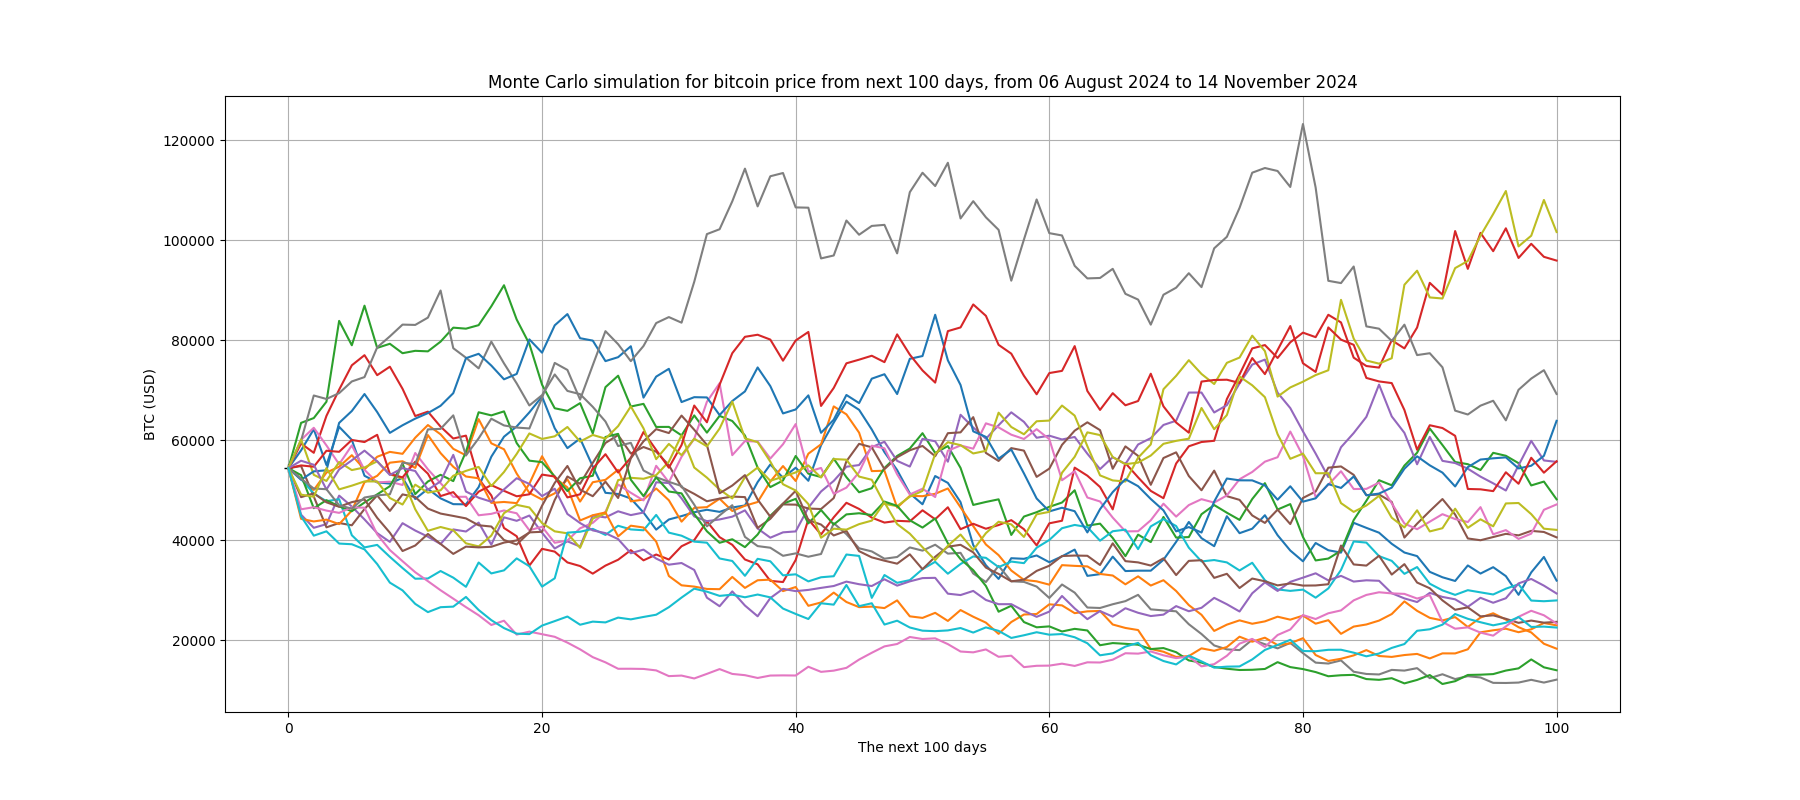 Monte Carlo simulation for bitcoin price from next 100 days, from 06 August 2024 to 14 November 2024
120000
100000
80000
60000
40000
20000
BTC (USD)
0 20 40 60 80 100
The next 100 days